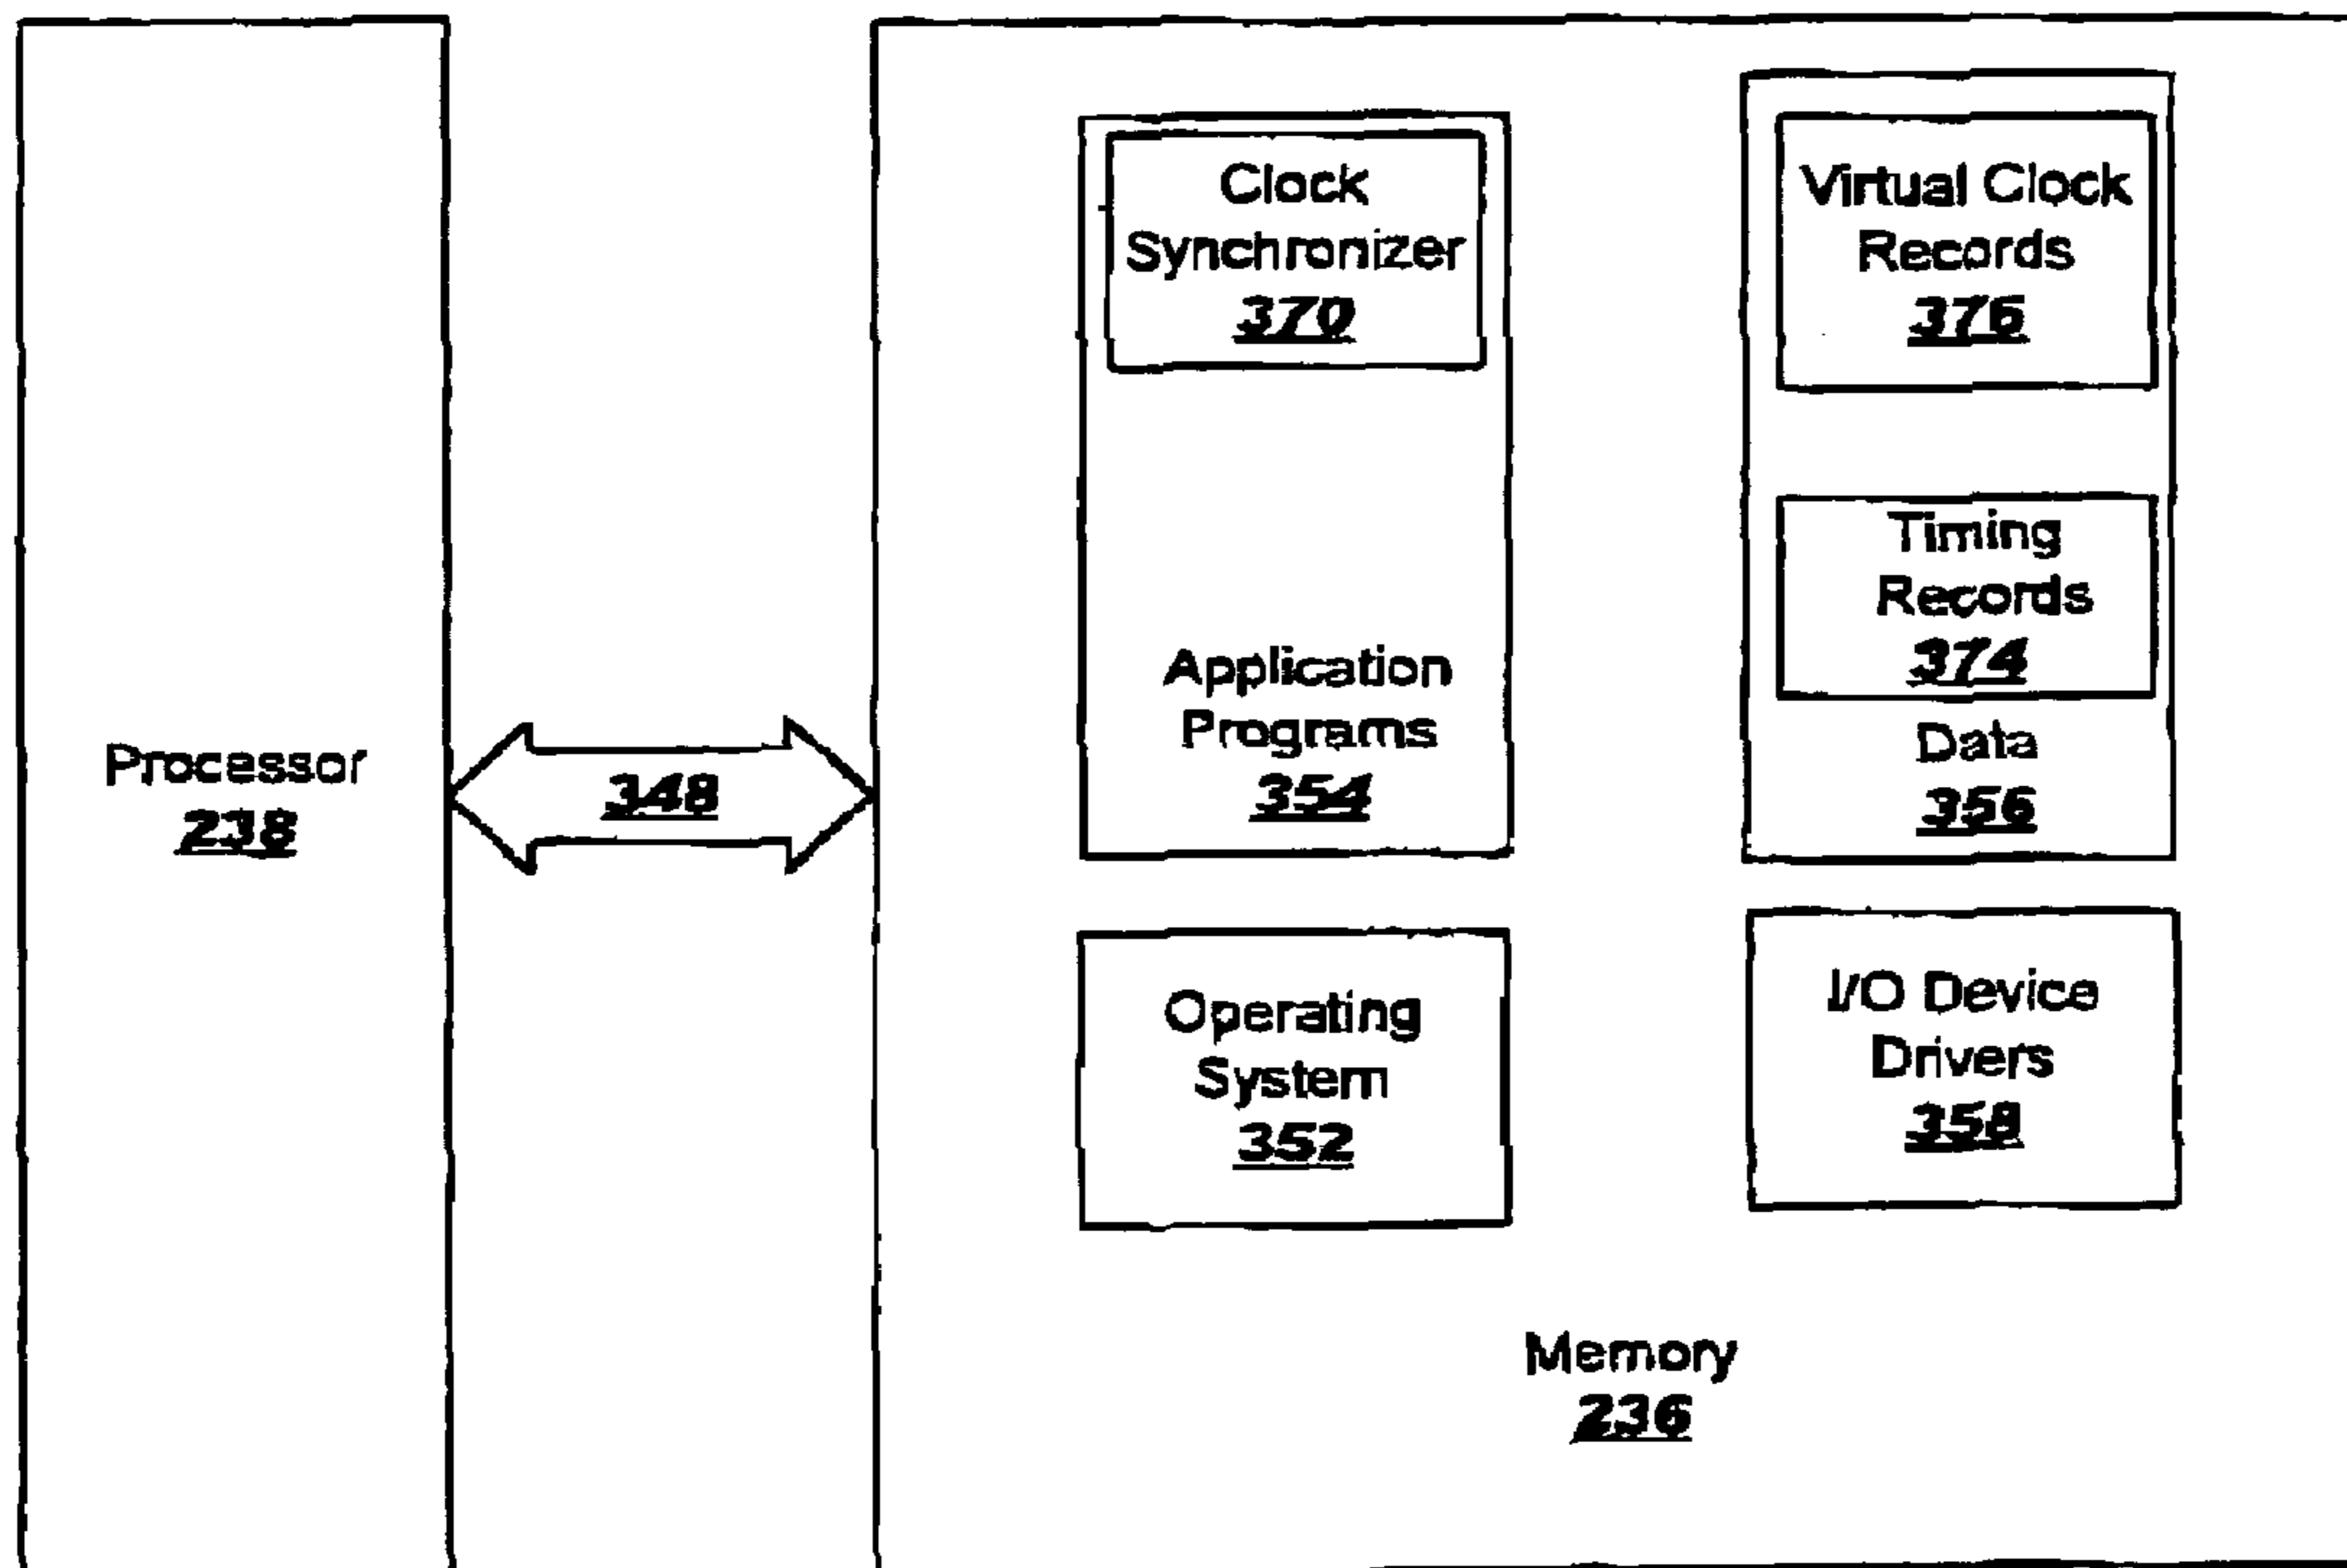 Processor
238
348
Clock
Synchronizer
370
Application
Programs
354
Virtual Clock
Records
376
Timing
Records
374
Data
356
Operating
System
352
I/O Device
Drivers
358
Memory
236